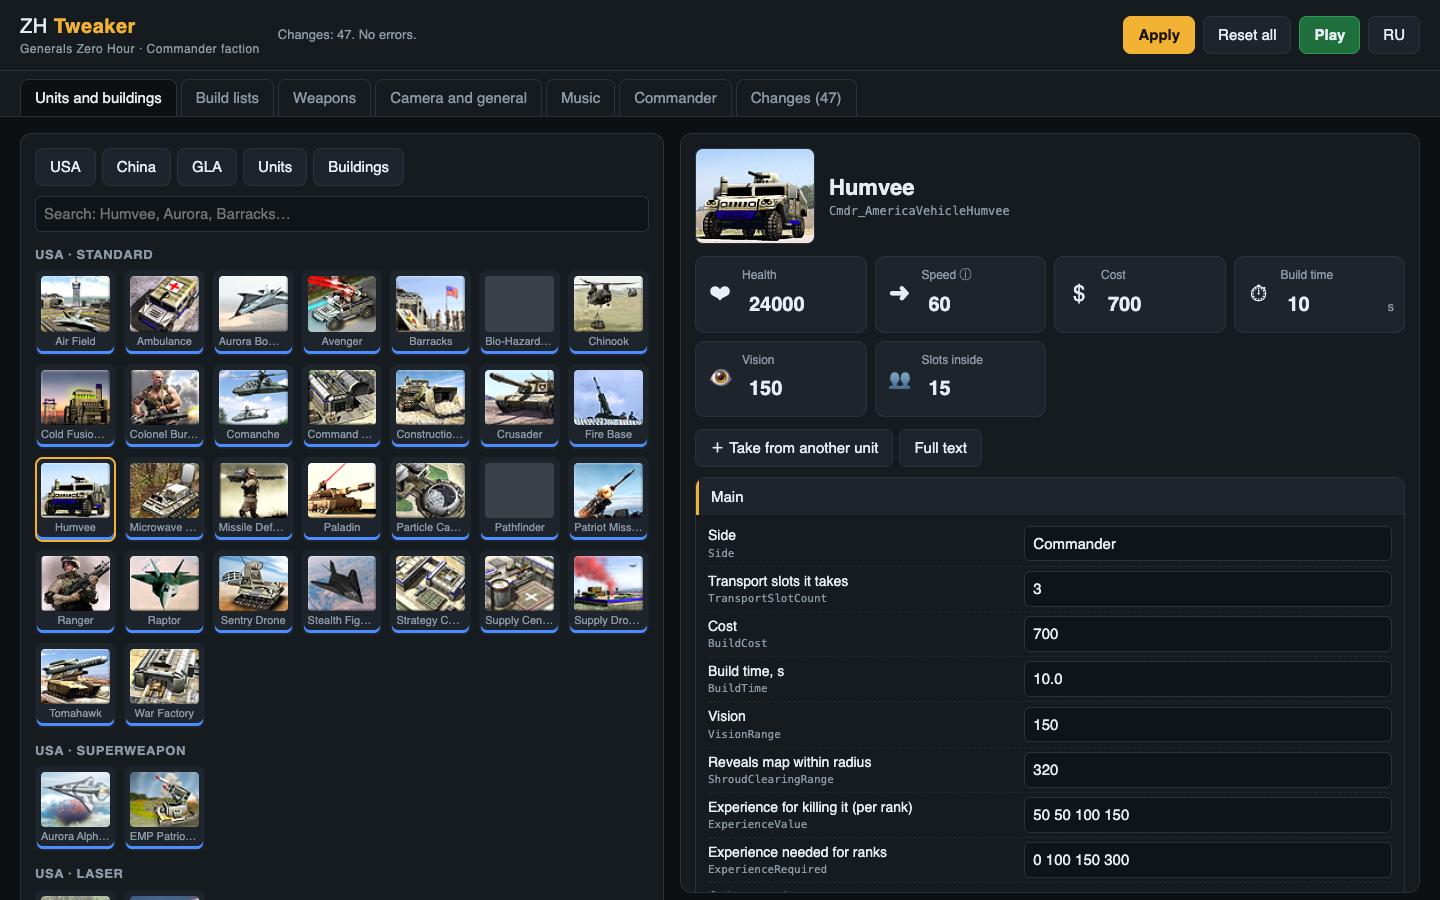 ZH Tweaker
Generals Zero Hour · Commander faction
Changes: 47. No errors.
Apply
Reset all
Play
RU
Units and buildings
Build lists
Weapons
Camera and general
Music
Commander
Changes (47)
USA
China
GLA
Units
Buildings
Search: Humvee, Aurora, Barracks…
USA · STANDARD
Air Field
Ambulance
Aurora Bo…
Avenger
Barracks
Bio-Hazard…
Chinook
Cold Fusio…
Colonel Bur…
Comanche
Command …
Constructio…
Crusader
Fire Base
Humvee
Microwave …
Missile Def…
Paladin
Particle Ca…
Pathfinder
Patriot Miss…
Ranger
Raptor
Sentry Drone
Stealth Fig…
Strategy C…
Supply Cen…
Supply Dro…
Tomahawk
War Factory
USA · SUPERWEAPON
Aurora Alph…
EMP Patrio…
USA · LASER
Humvee
Cmdr_AmericaVehicleHumvee
Health
24000
Speed ⓘ
60
Cost
$ 700
Build time
10 s
Vision
150
Slots inside
15
+ Take from another unit
Full text
Main
Side
Side
Commander
Transport slots it takes
TransportSlotCount
3
Cost
BuildCost
700
Build time, s
BuildTime
10.0
Vision
VisionRange
150
Reveals map within radius
ShroudClearingRange
320
Experience for killing it (per rank)
ExperienceValue
50 50 100 150
Experience needed for ranks
ExperienceRequired
0 100 150 300